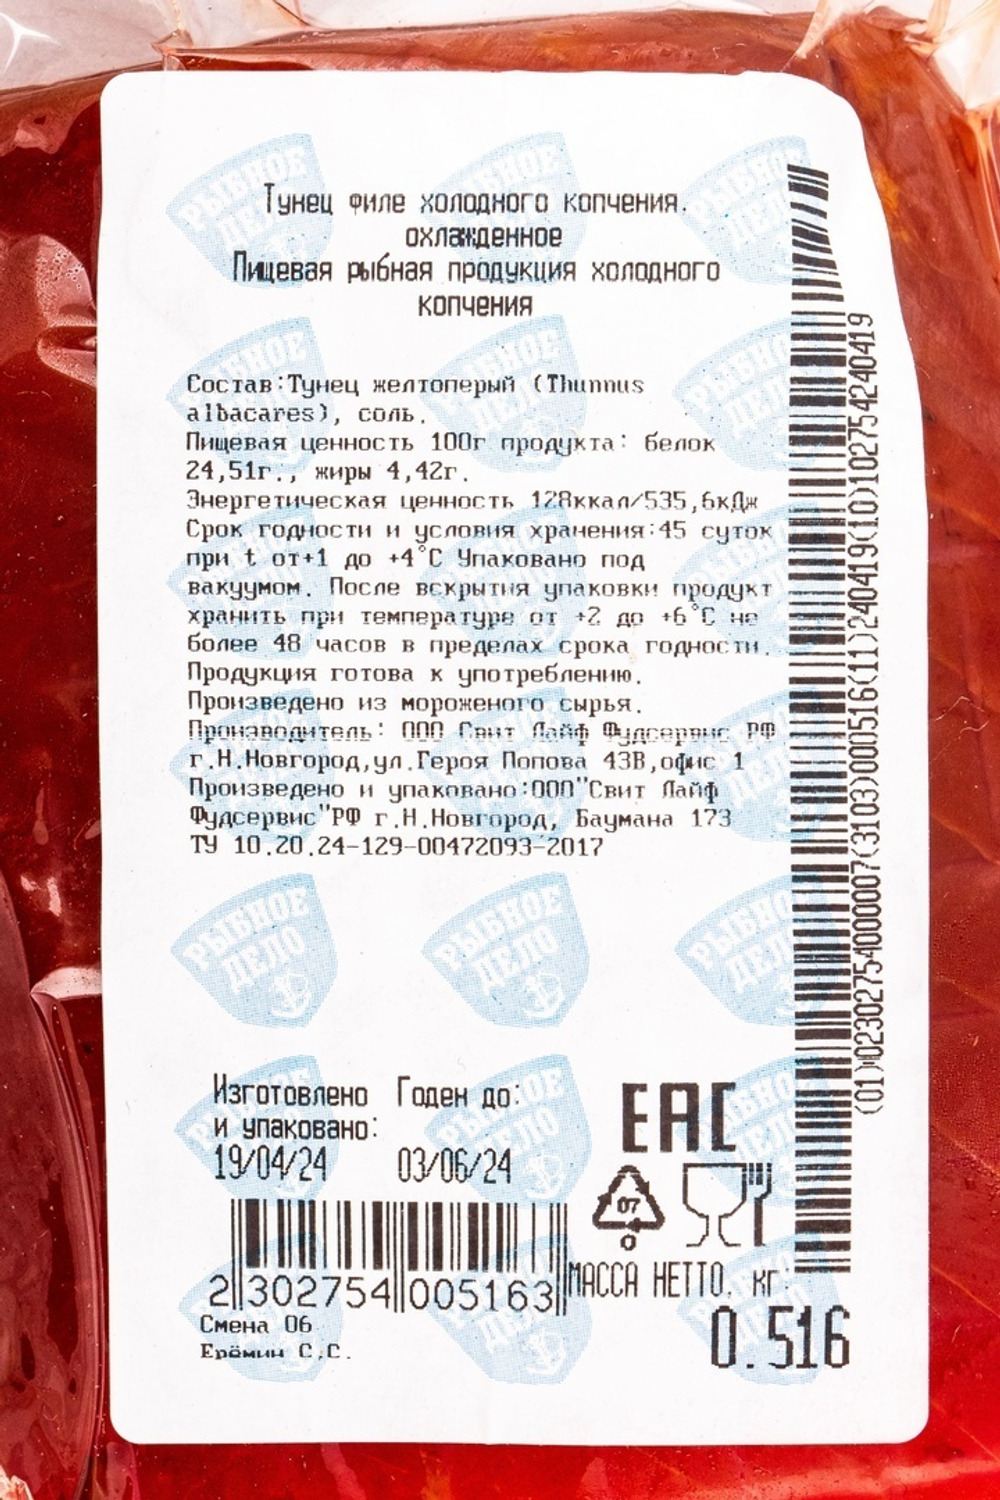 Тунец филе холодного копчения.
охлажденное
Пищевая рыбная продукция холодного
копчения
Состав:Тунец желтоперый (Thunnus
albacares), соль.
Пищевая ценность 100г продукта: белок
24,51г., жиры 4,42г.
Энергетическая ценность 128ккал/535,6кДж
Срок годности и условия хранения:45 суток
при t от+1 до +4°C Упаковано под
вакуумом. После вскрытия упаковки продукт
хранить при температуре от +2 до +6°C не
более 48 часов в пределах срока годности.
Продукция готова к употреблению.
Произведено из мороженого сырья.
Производитель: ООО Свит Лайф Фудсервис РФ
г.Н.Новгород,ул.Героя Попова 43В,офис 1
Произведено и упаковано:ООО"Свит Лайф
Фудсервис"РФ г.Н.Новгород, Баумана 173
ТУ 10.20.24-129-00472093-2017
РЫБНОЕ
ДЕЛО
Изготовлено
и упаковано:
19/04/24
Годен до:
03/06/24
EAC
07
O
2 302754 005163
МАССА НЕТТО, кг:
0.516
Смена 06
Ерёмин С.С.
(01)02302754000007(3103)000516(11)240419(10)10275424041​9